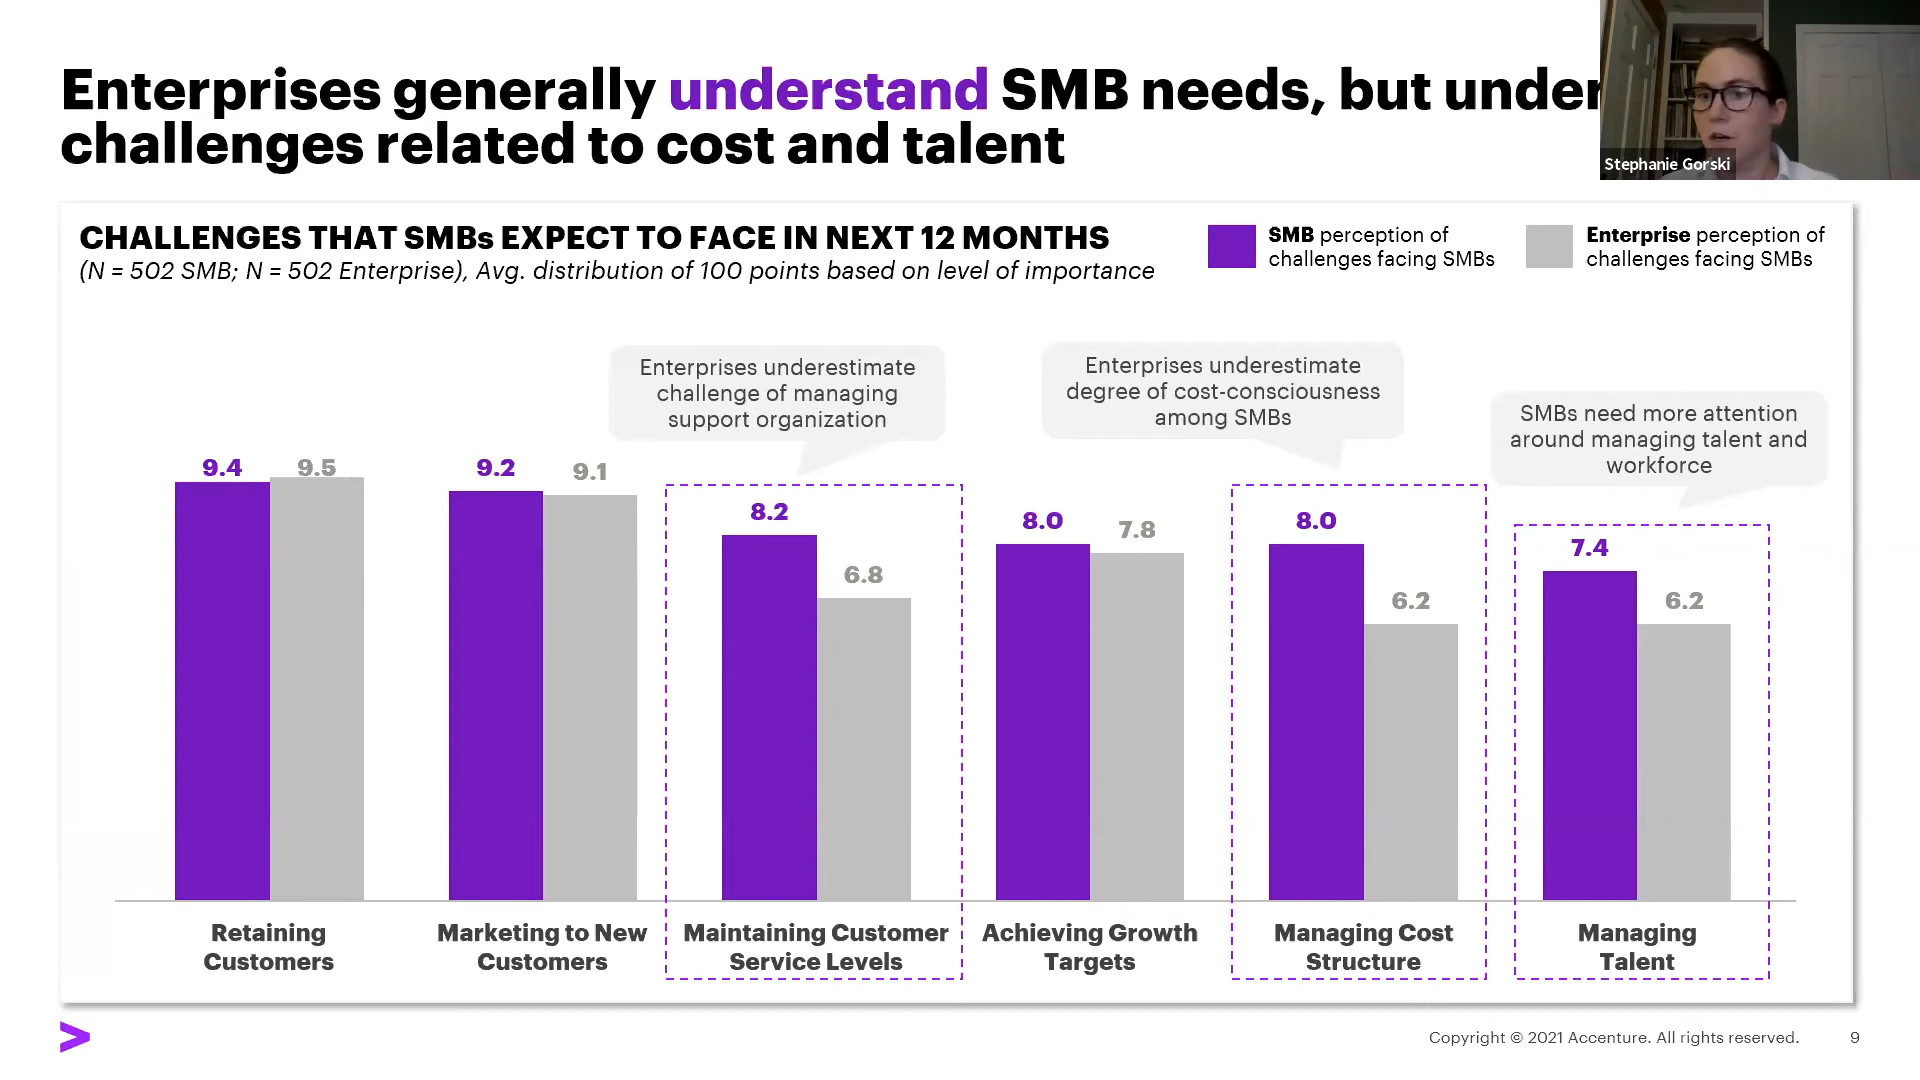 Enterprises generally understand SMB needs, but under
challenges related to cost and talent
Stephanie Gorski
CHALLENGES THAT SMBs EXPECT TO FACE IN NEXT 12 MONTHS
(N = 502 SMB; N = 502 Enterprise), Avg. distribution of 100 points based on level of importance
SMB perception of
challenges facing SMBs
Enterprise perception of
challenges facing SMBs
Enterprises underestimate
challenge of managing
support organization
Enterprises underestimate
degree of cost-consciousness
among SMBs
SMBs need more attention
around managing talent and
workforce
9.4
9.5
9.2
9.1
8.2
6.8
8.0
7.8
8.0
6.2
7.4
6.2
Retaining
Customers
Marketing to New
Customers
Maintaining Customer
Service Levels
Achieving Growth
Targets
Managing Cost
Structure
Managing
Talent
Copyright © 2021 Accenture. All rights reserved.
9